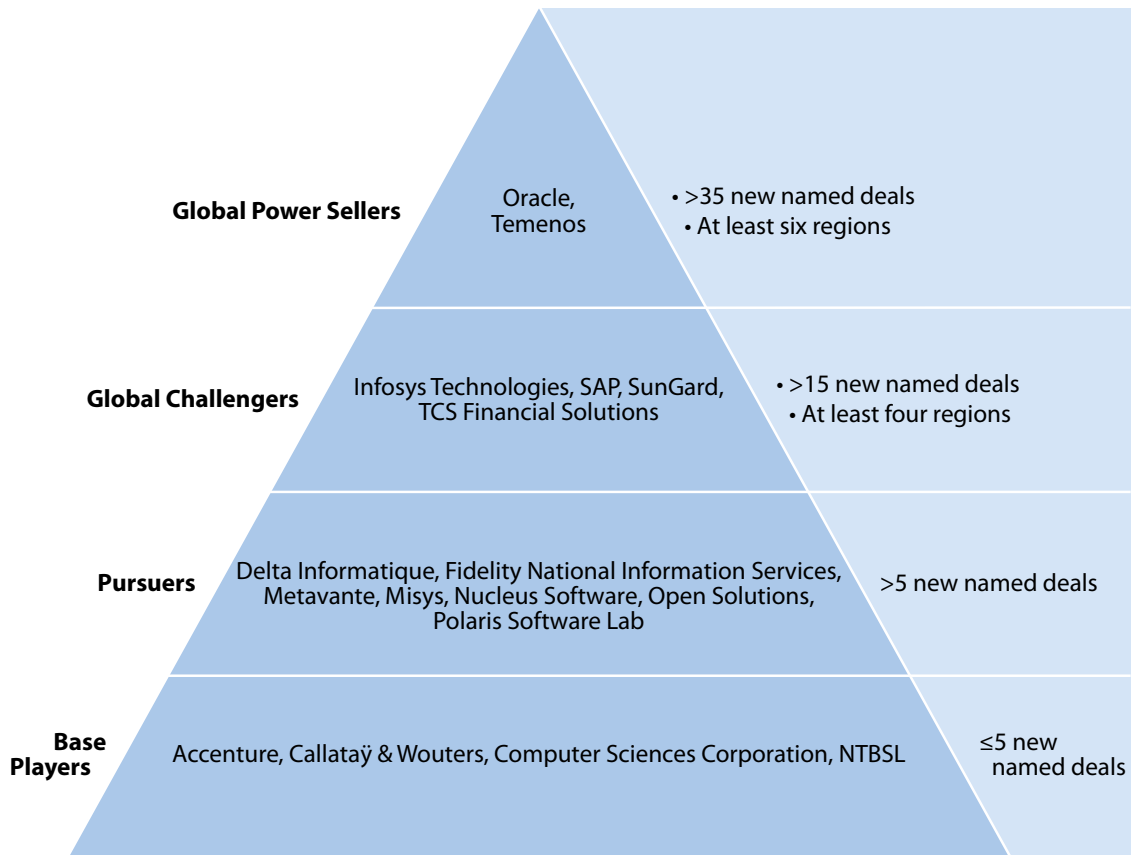 Global Power Sellers
Oracle,
Temenos
• >35 new named deals
• At least six regions
Global Challengers
Infosys Technologies, SAP, SunGard,
TCS Financial Solutions
• >15 new named deals
• At least four regions
Pursuers
Delta Informatique, Fidelity National Information Services,
Metavante, Misys, Nucleus Software, Open Solutions,
Polaris Software Lab
>5 new named deals
Base
Players
Accenture, Callataÿ & Wouters, Computer Sciences Corporation, NTBSL
≤5 new
named deals